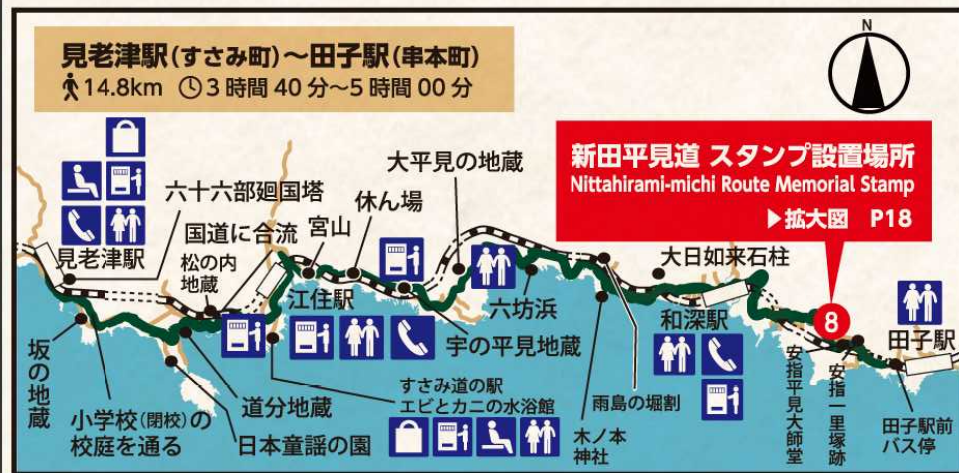 見老津駅(すさみ町)～田子駅(串本町)
14.8km 3時間40分～5時間00分
N
新田平見道 スタンプ設置場所
Nittahirami-michi Route Memorial Stamp
▶拡大図 P18
大平見の地蔵
六十六部廻国塔
休ん場
国道に合流
宮山
大日如来石柱
見老津駅
松の内
地蔵
江住駅
六坊浜
和深駅
8
田子駅
宇の平見地蔵
坂の地蔵
小学校(閉校)の
校庭を通る
道分地蔵
日本童謡の園
すさみ道の駅
エビとカニの水浴館
雨島の堀割
木ノ本
神社
安指平見大師堂
安指一里塚跡
田子駅前
バス停